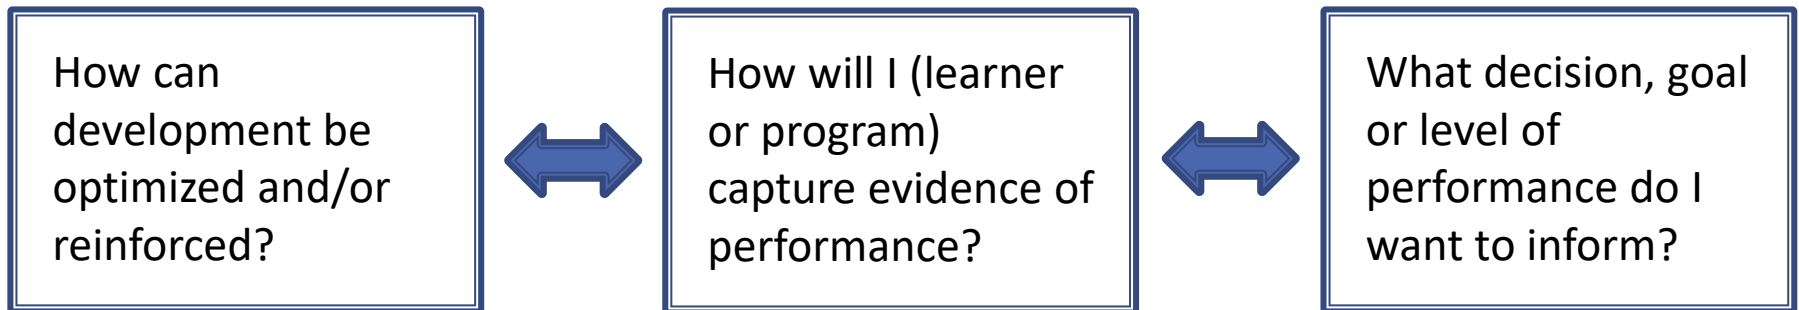 How can
development be
optimized and/or
reinforced?
How will I (learner
or program)
capture evidence of
performance?
What decision, goal
or level of
performance do I
want to inform?